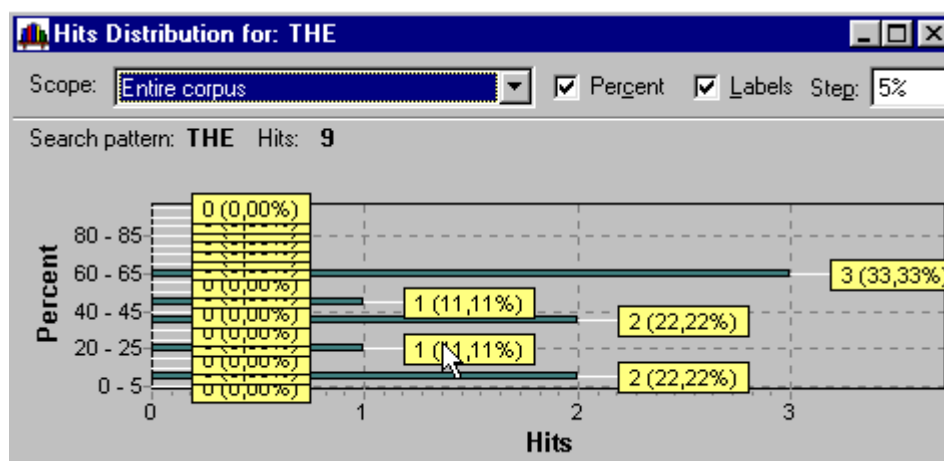 Hits Distribution for: THE
Scope: Entire corpus Percent Labels Step: 5%
Search pattern: THE Hits: 9
0 (0,00%)
80 - 85
60 - 65
3 (33,33%)
0 (0,00%)
1 (11,11%)
40 - 45
0 (0,00%)
2 (22,22%)
0 (0,00%)
20 - 25
1 (11,11%)
0 (0,00%)
2 (22,22%)
0 - 5
0 (0,00%)
Percent
0 1 2 3
Hits